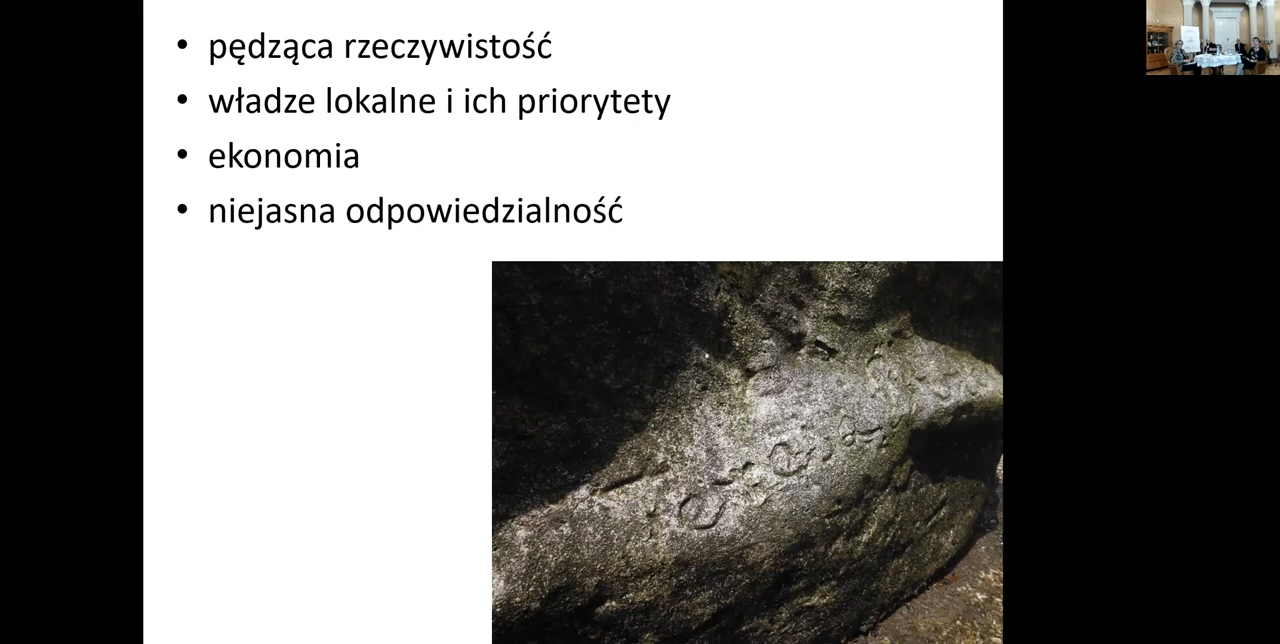 • pędząca rzeczywistość
• władze lokalne i ich priorytety
• ekonomia
• niejasna odpowiedzialność